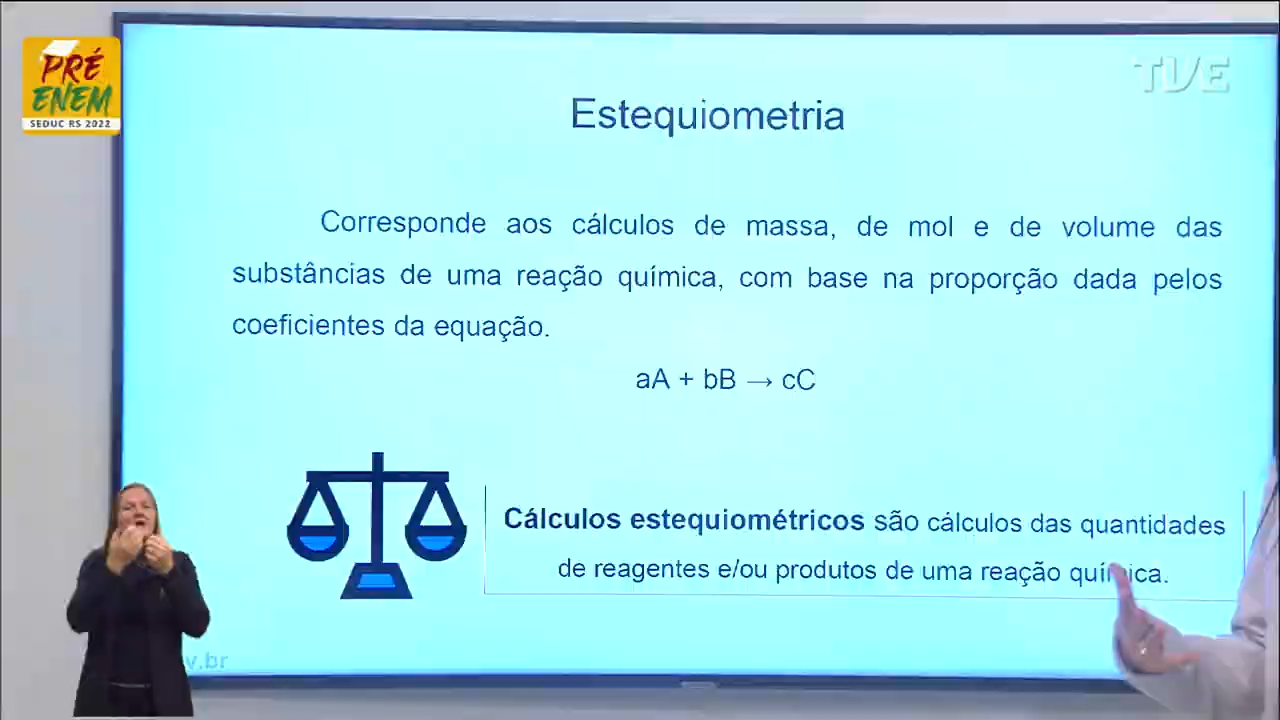 PRÉ
ENEM
SEDUC RS 2022
TVE
Estequiometria
Corresponde aos cálculos de massa, de mol e de volume das
substâncias de uma reação química, com base na proporção dada pelos
coeficientes da equação.
aA + bB → cC
Cálculos estequiométricos são cálculos das quantidades
de reagentes e/ou produtos de uma reação química.
v.br